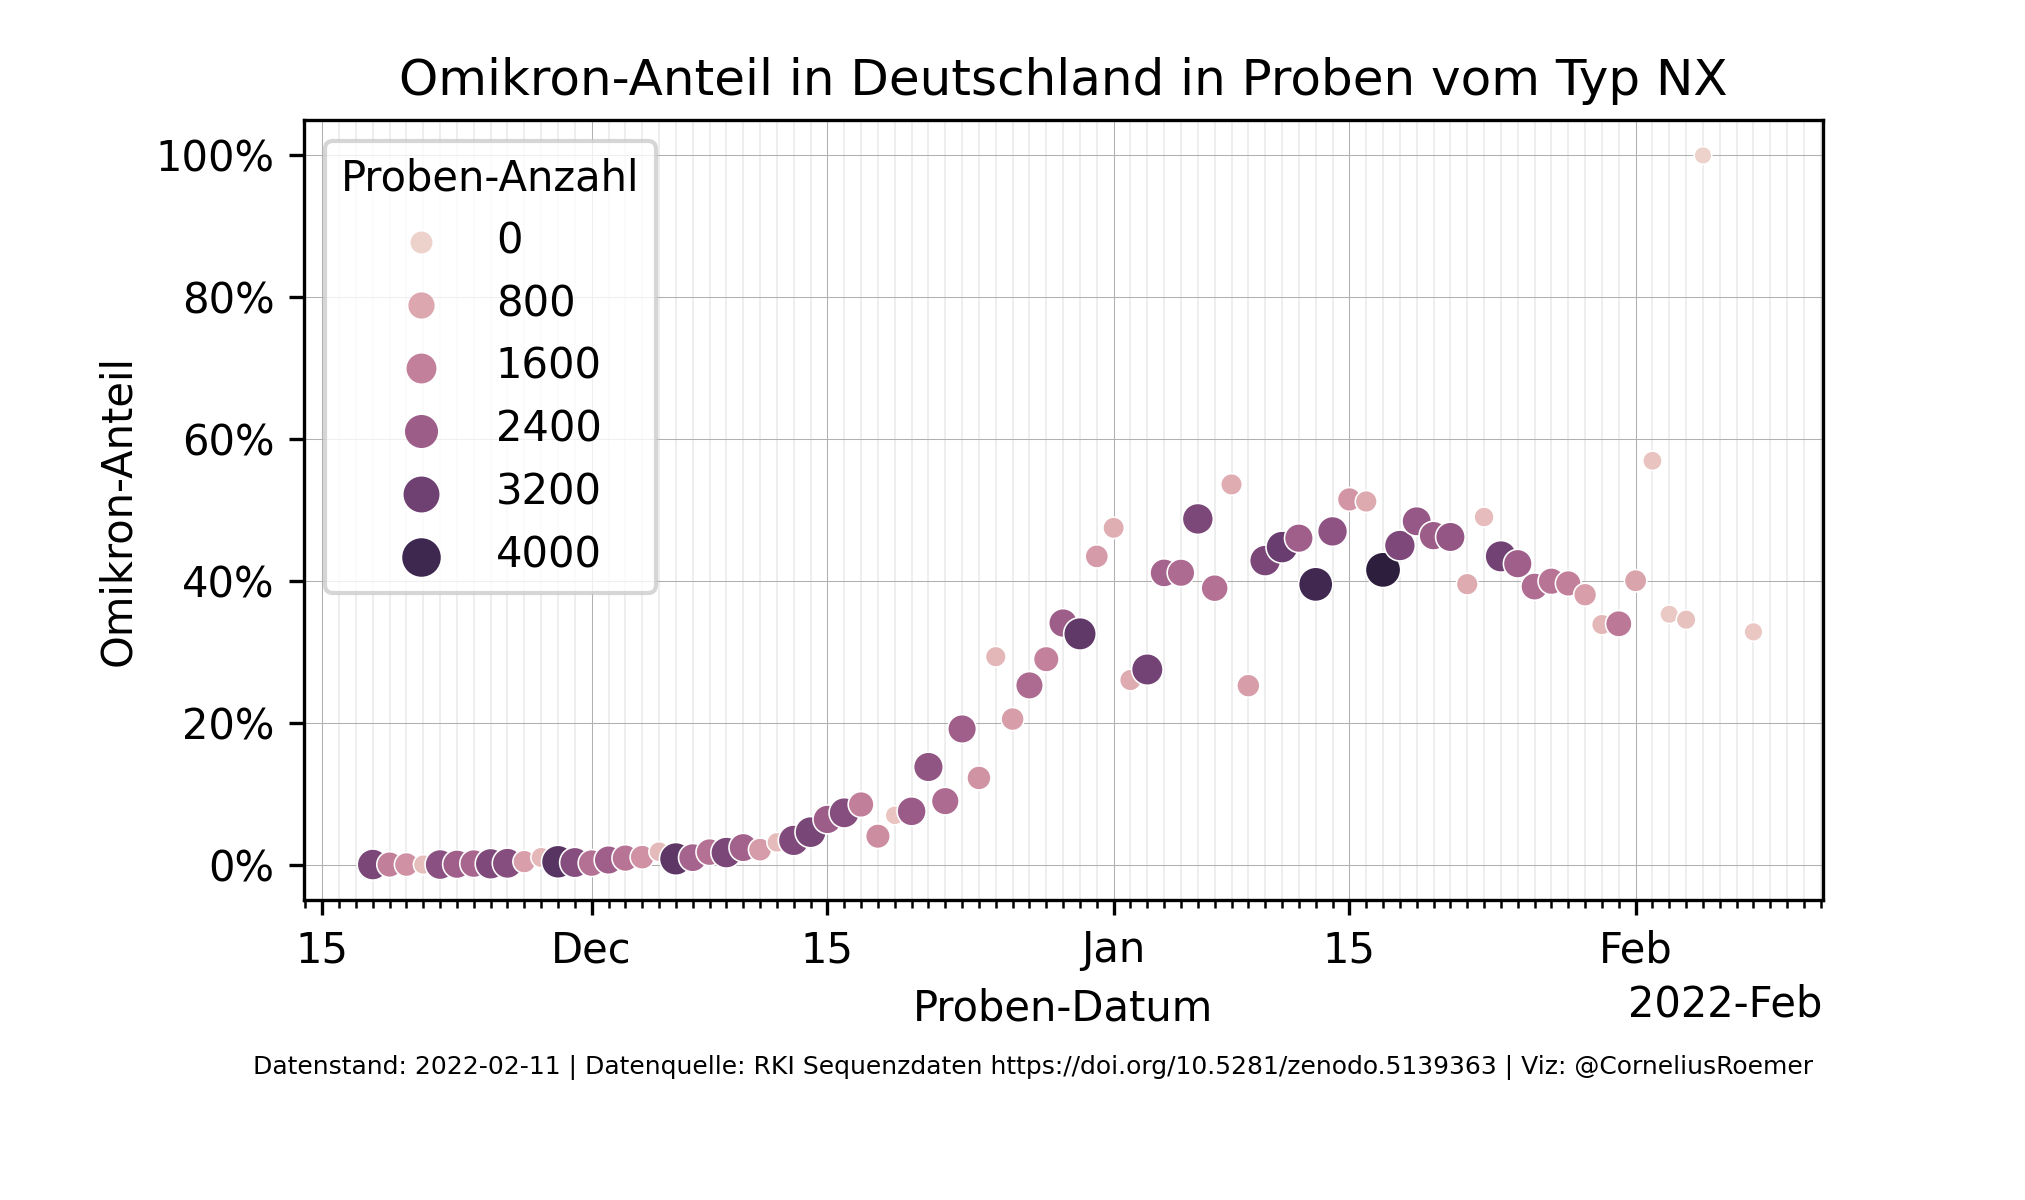 Omikron-Anteil in Deutschland in Proben vom Typ NX
Omikron-Anteil
100%
80%
60%
40%
20%
0%
Proben-Anzahl
0
800
1600
2400
3200
4000
15
Dec
15
Jan
15
Feb
Proben-Datum
2022-Feb
Datenstand: 2022-02-11 | Datenquelle: RKI Sequenzdaten https://doi.org/10.5281/zenodo.5139363 | Viz: @CorneliusRoemer